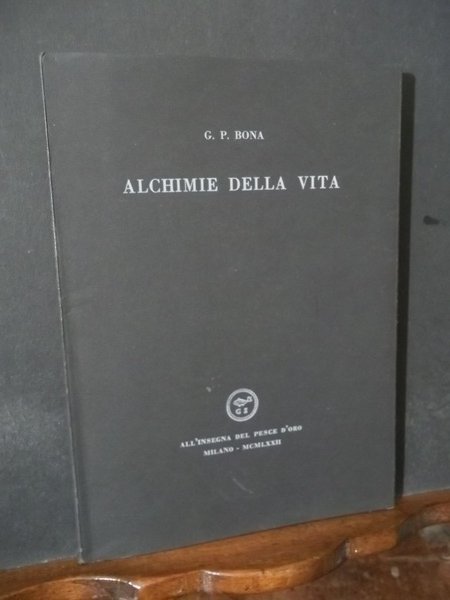 G. P. BONA
ALCHIMIE DELLA VITA
G S
ALL'INSEGNA DEL PESCE D'ORO
MILANO - MCMLXXII